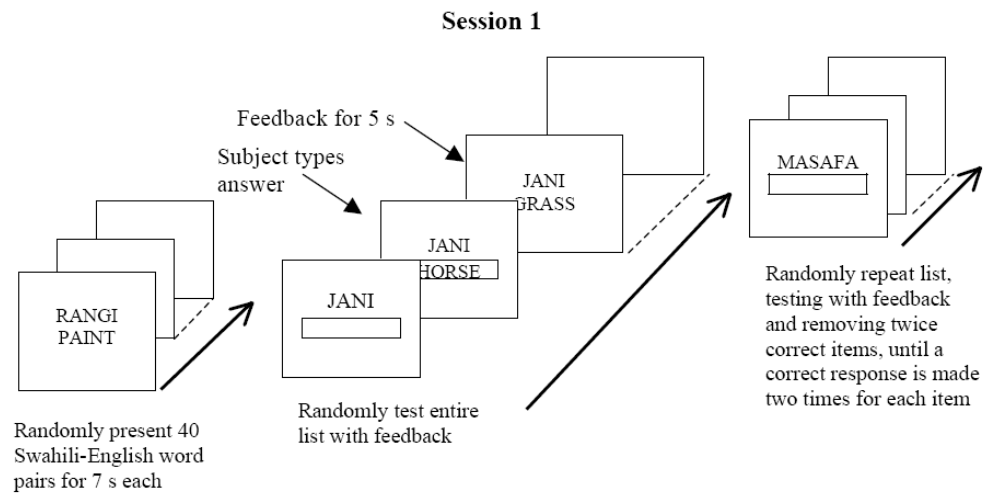 Session 1
Feedback for 5 s
Subject types
answer
RANGI
PAINT
JANI
JANI
HORSE
JANI
GRASS
MASAFA
Randomly present 40
Swahili-English word
pairs for 7 s each
Randomly test entire
list with feedback
Randomly repeat list,
testing with feedback
and removing twice
correct items, until a
correct response is made
two times for each item